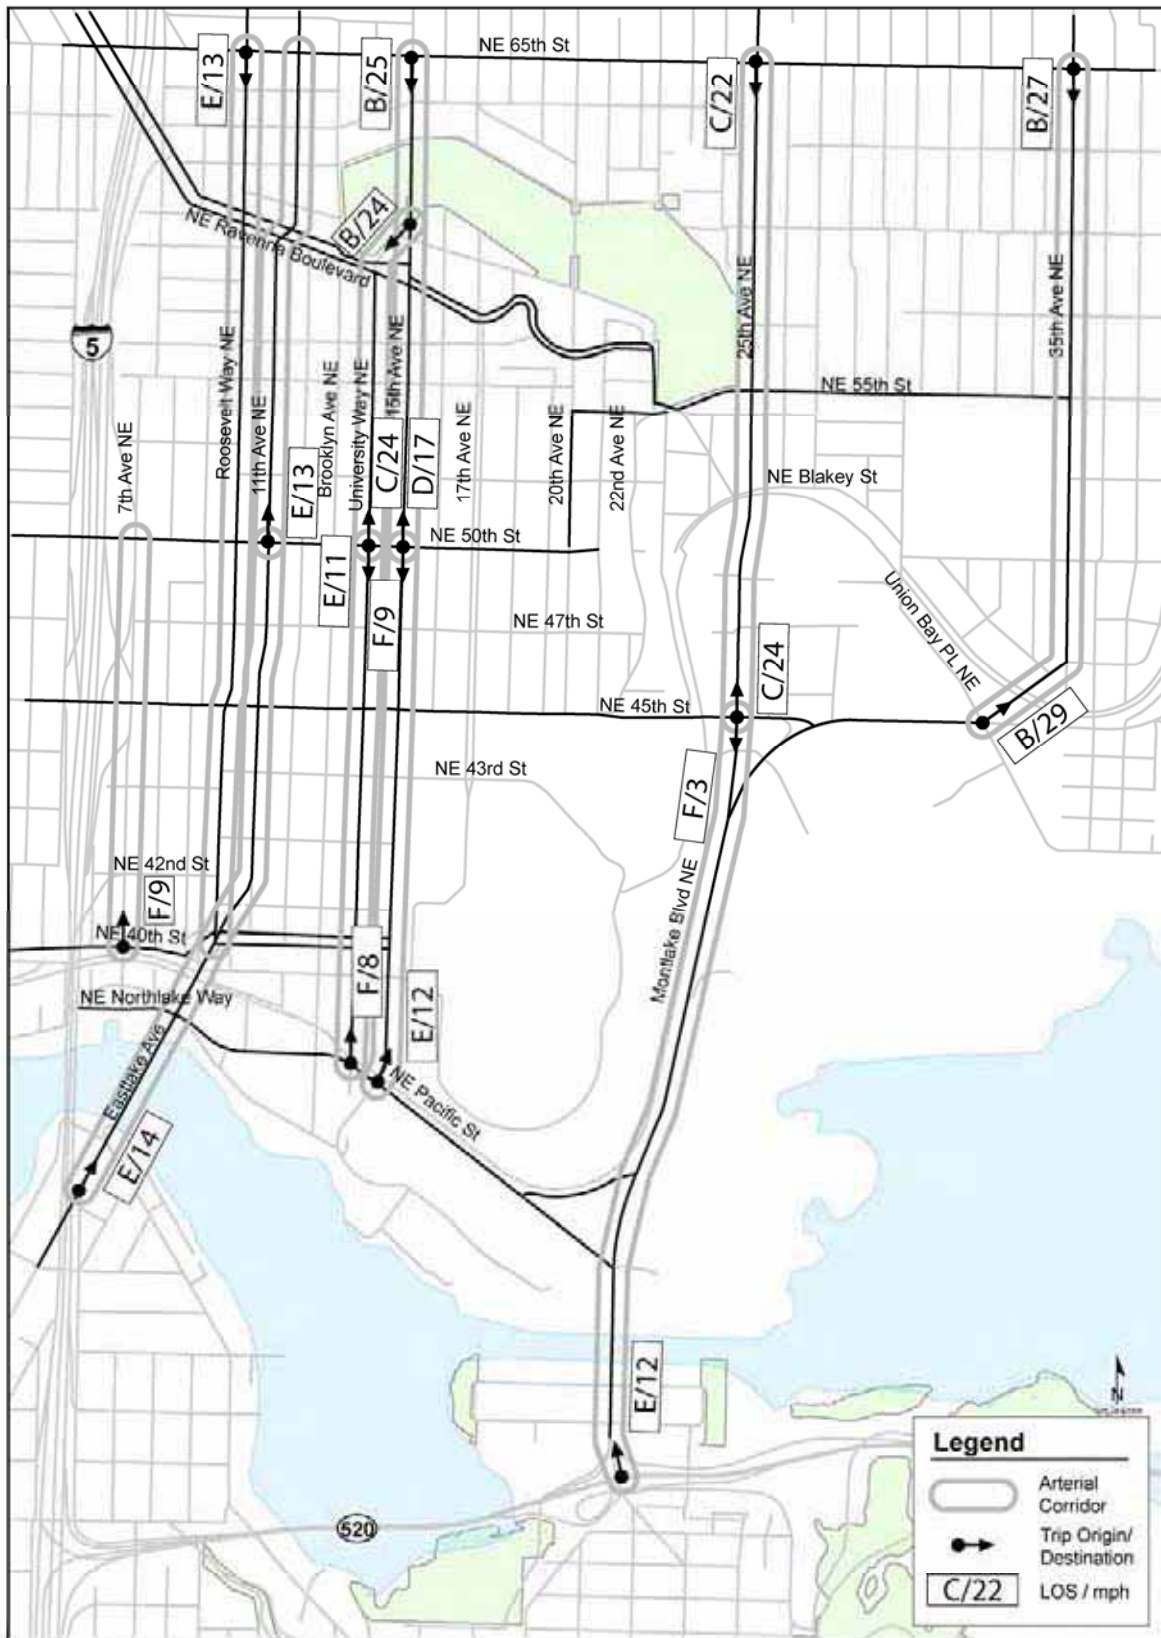 NE 65th St
E/13
B/25
C/22
B/27
B/24
NE Ravenna Boulevard
5
Roosevelt Way NE
11th Ave NE
7th Ave NE
Brooklyn Ave NE
University Way NE
15th Ave NE
17th Ave NE
20th Ave NE
22nd Ave NE
25th Ave NE
35th Ave NE
NE 55th St
E/13
C/24
D/17
NE Blakey St
NE 50th St
E/11
F/9
NE 47th St
Union Bay PL NE
C/24
NE 45th St
B/29
NE 43rd St
F/3
NE 42nd St
F/9
NE 40th St
Montlake Blvd NE
F/8
NE Northlake Way
E/12
Eastlake Ave
NE Pacific St
E/14
E/12
N
520
Legend
Arterial
Corridor
Trip Origin/
Destination
C/22 LOS / mph